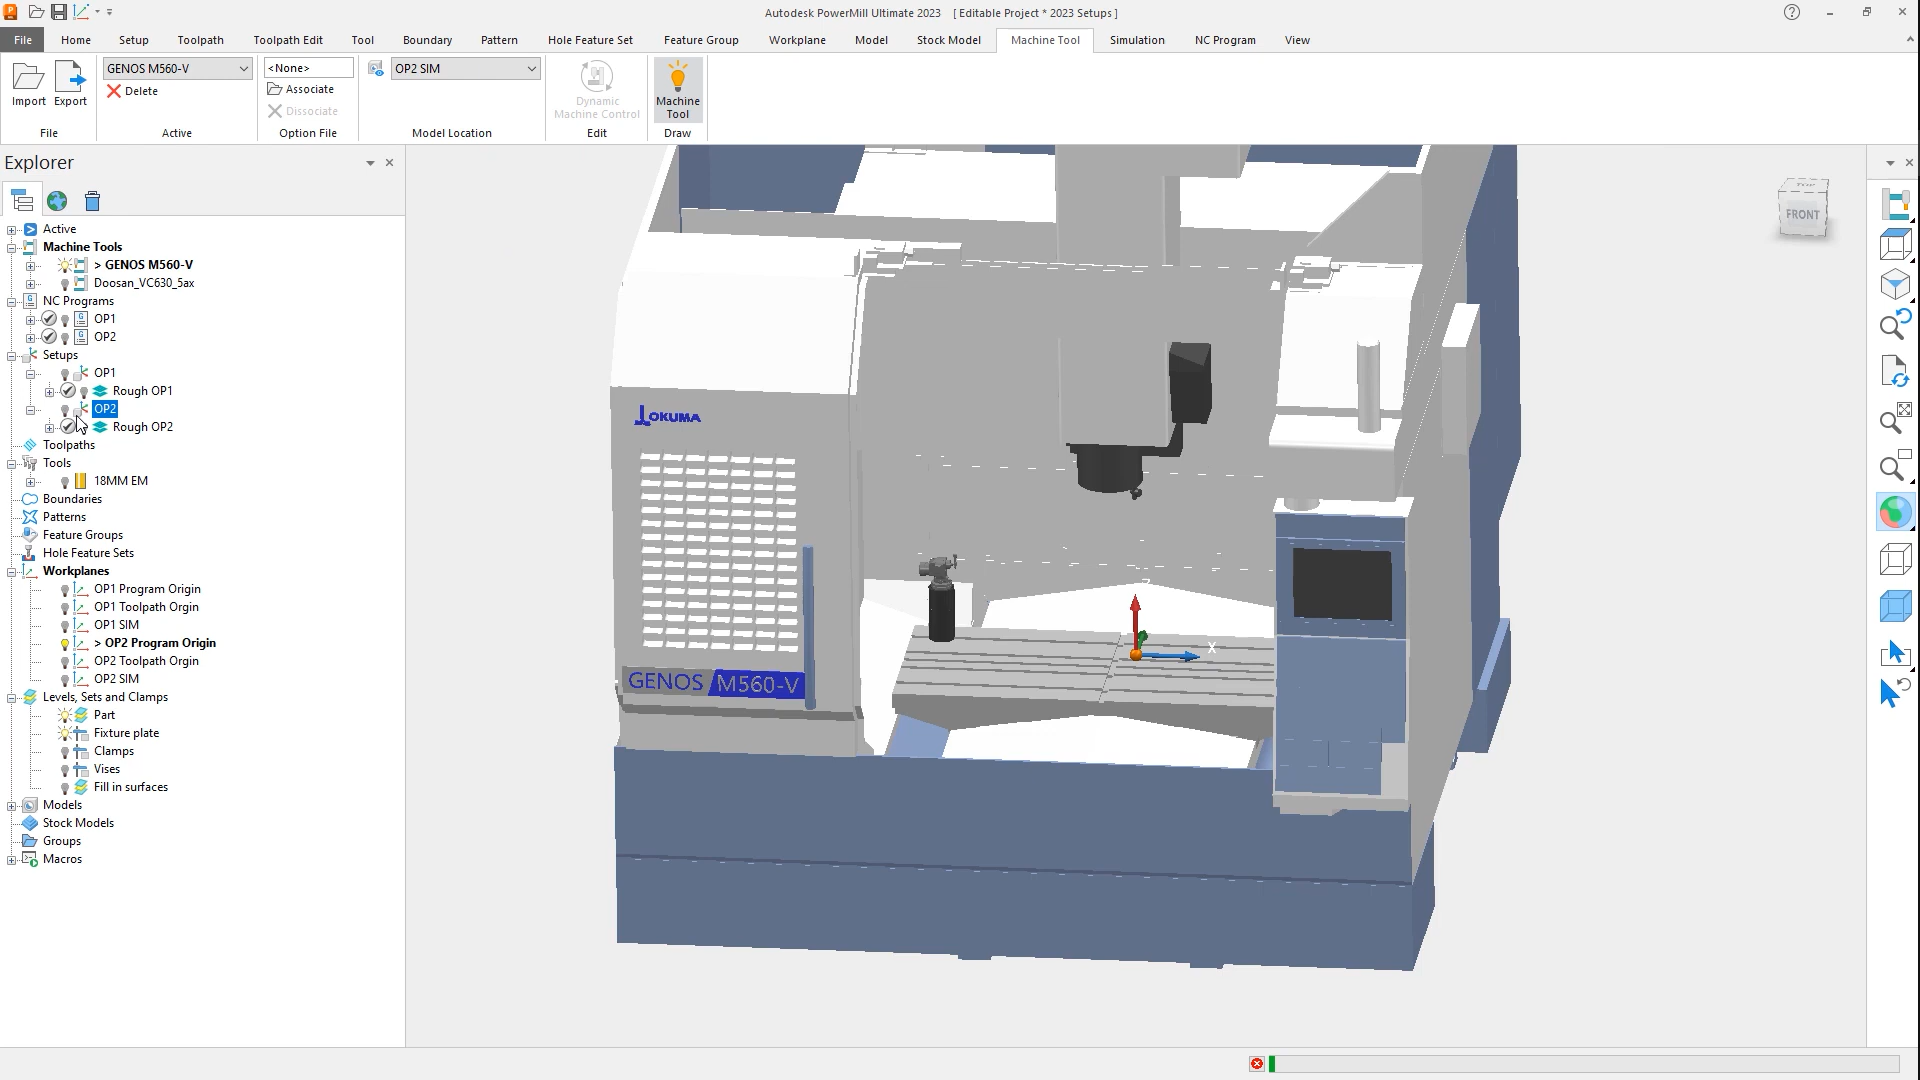 Autodesk PowerMill Ultimate 2023    [ Editable Project * 2023 Setups ]
File Home Setup Toolpath Toolpath Edit Tool Boundary Pattern Hole Feature Set Feature Group Workplane Model Stock Model Machine Tool Simulation NC Program View
GENOS M560-V
<None>
OP2 SIM
Delete
Associate
Dissociate
Import
Export
Dynamic
Machine Control
Machine
Tool
File
Active
Option File
Model Location
Edit
Draw
Explorer
Active
Machine Tools
> GENOS M560-V
Doosan_VC630_5ax
NC Programs
OP1
OP2
Setups
OP1
Rough OP1
OP2
Rough OP2
Toolpaths
Tools
18MM EM
Boundaries
Patterns
Feature Groups
Hole Feature Sets
Workplanes
OP1 Program Origin
OP1 Toolpath Orgin
OP1 SIM
> OP2 Program Origin
OP2 Toolpath Orgin
OP2 SIM
Levels, Sets and Clamps
Part
Fixture plate
Clamps
Vises
Fill in surfaces
Models
Stock Models
Groups
Macros
OKUMA
GENOS M560-V
Z
X
TOP
FRONT